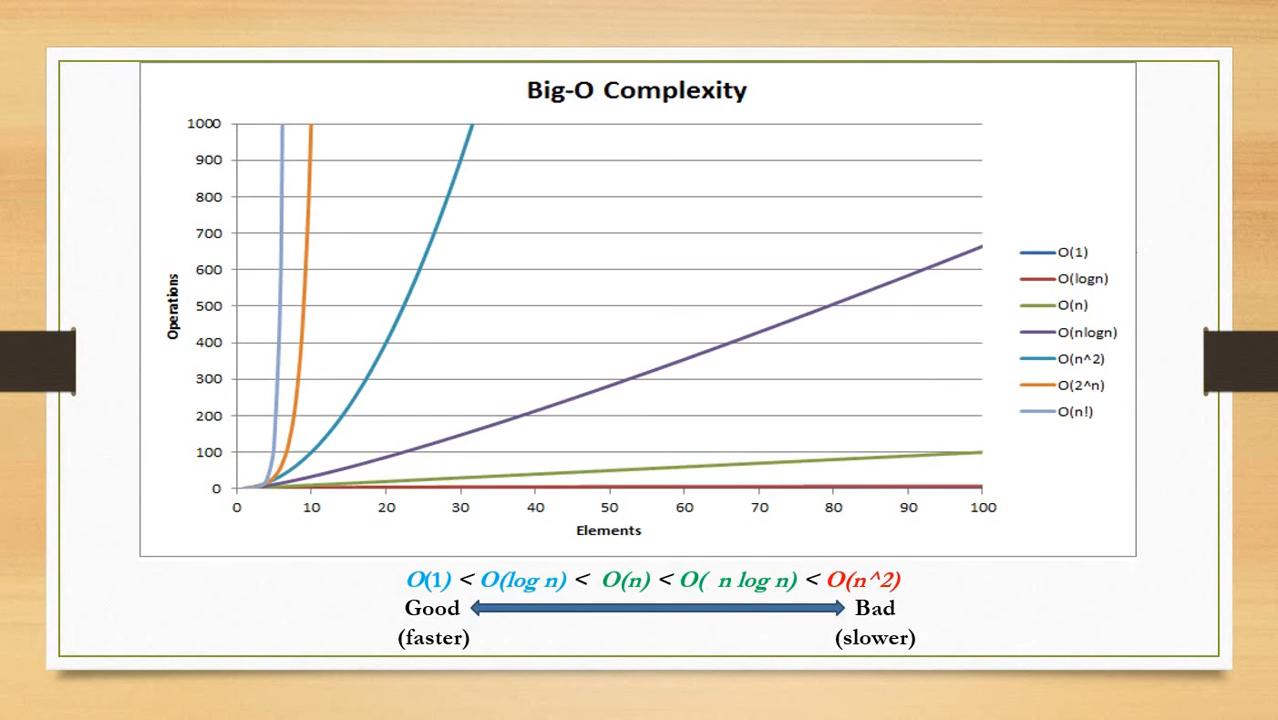 Big-O Complexity
1000
900
800
700
600
500
400
300
200
100
0
Operations
0 10 20 30 40 50 60 70 80 90 100
Elements
O(1)
O(logn)
O(n)
O(nlogn)
O(n^2)
O(2^n)
O(n!)
O(1) < O(log n) < O(n) < O( n log n) < O(n^2)
Good Bad
(faster) (slower)